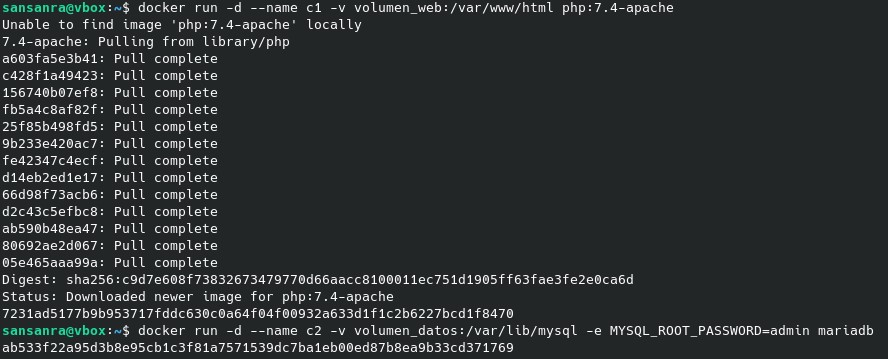 sansanra@vbox:~$ docker run -d --name c1 -v volumen_web:/var/www/html php:7.4-apache
Unable to find image 'php:7.4-apache' locally
7.4-apache: Pulling from library/php
a603fa5e3b41: Pull complete
c428f1a49423: Pull complete
156740b07ef8: Pull complete
fb5a4c8af82f: Pull complete
25f85b498fd5: Pull complete
9b233e420ac7: Pull complete
fe42347c4ecf: Pull complete
d14eb2ed1e17: Pull complete
66d98f73acb6: Pull complete
d2c43c5efbc8: Pull complete
ab590b48ea47: Pull complete
80692ae2d067: Pull complete
05e465aaa99a: Pull complete
Digest: sha256:c9d7e608f73832673479770d66aacc8100011ec751d1905ff63fae3fe2e0ca6d
Status: Downloaded newer image for php:7.4-apache
7231ad5177b9b953717fddc630c0a64f04f00932a633d1f1c2b6227bcd1f8470
sansanra@vbox:~$ docker run -d --name c2 -v volumen_datos:/var/lib/mysql -e MYSQL_ROOT_PASSWORD=admin mariadb
ab533f22a95d3b8e95cb1c3f81a7571539dc7ba1eb00ed87b8ea9b33cd371769